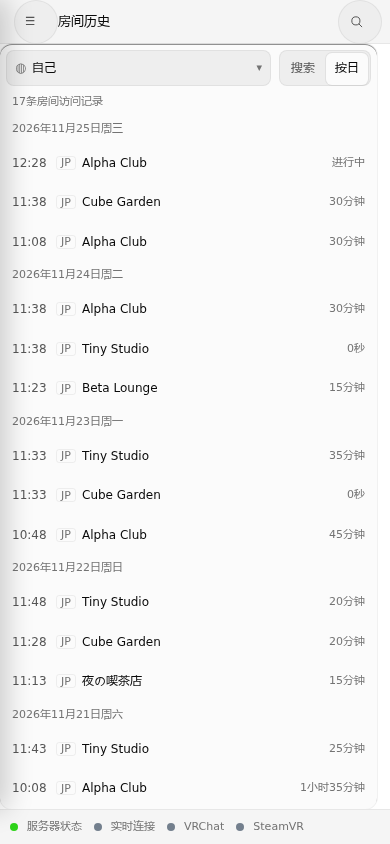 房间历史
自己
搜索 按日
17条房间访问记录
2026年11月25日周三
12:28 JP Alpha Club 进行中
11:38 JP Cube Garden 30分钟
11:08 JP Alpha Club 30分钟
2026年11月24日周二
11:38 JP Alpha Club 30分钟
11:38 JP Tiny Studio 0秒
11:23 JP Beta Lounge 15分钟
2026年11月23日周一
11:33 JP Tiny Studio 35分钟
11:33 JP Cube Garden 0秒
10:48 JP Alpha Club 45分钟
2026年11月22日周日
11:48 JP Tiny Studio 20分钟
11:28 JP Cube Garden 20分钟
11:13 JP 夜の喫茶店 15分钟
2026年11月21日周六
11:43 JP Tiny Studio 25分钟
10:08 JP Alpha Club 1小时35分钟
服务器状态 实时连接 VRChat SteamVR